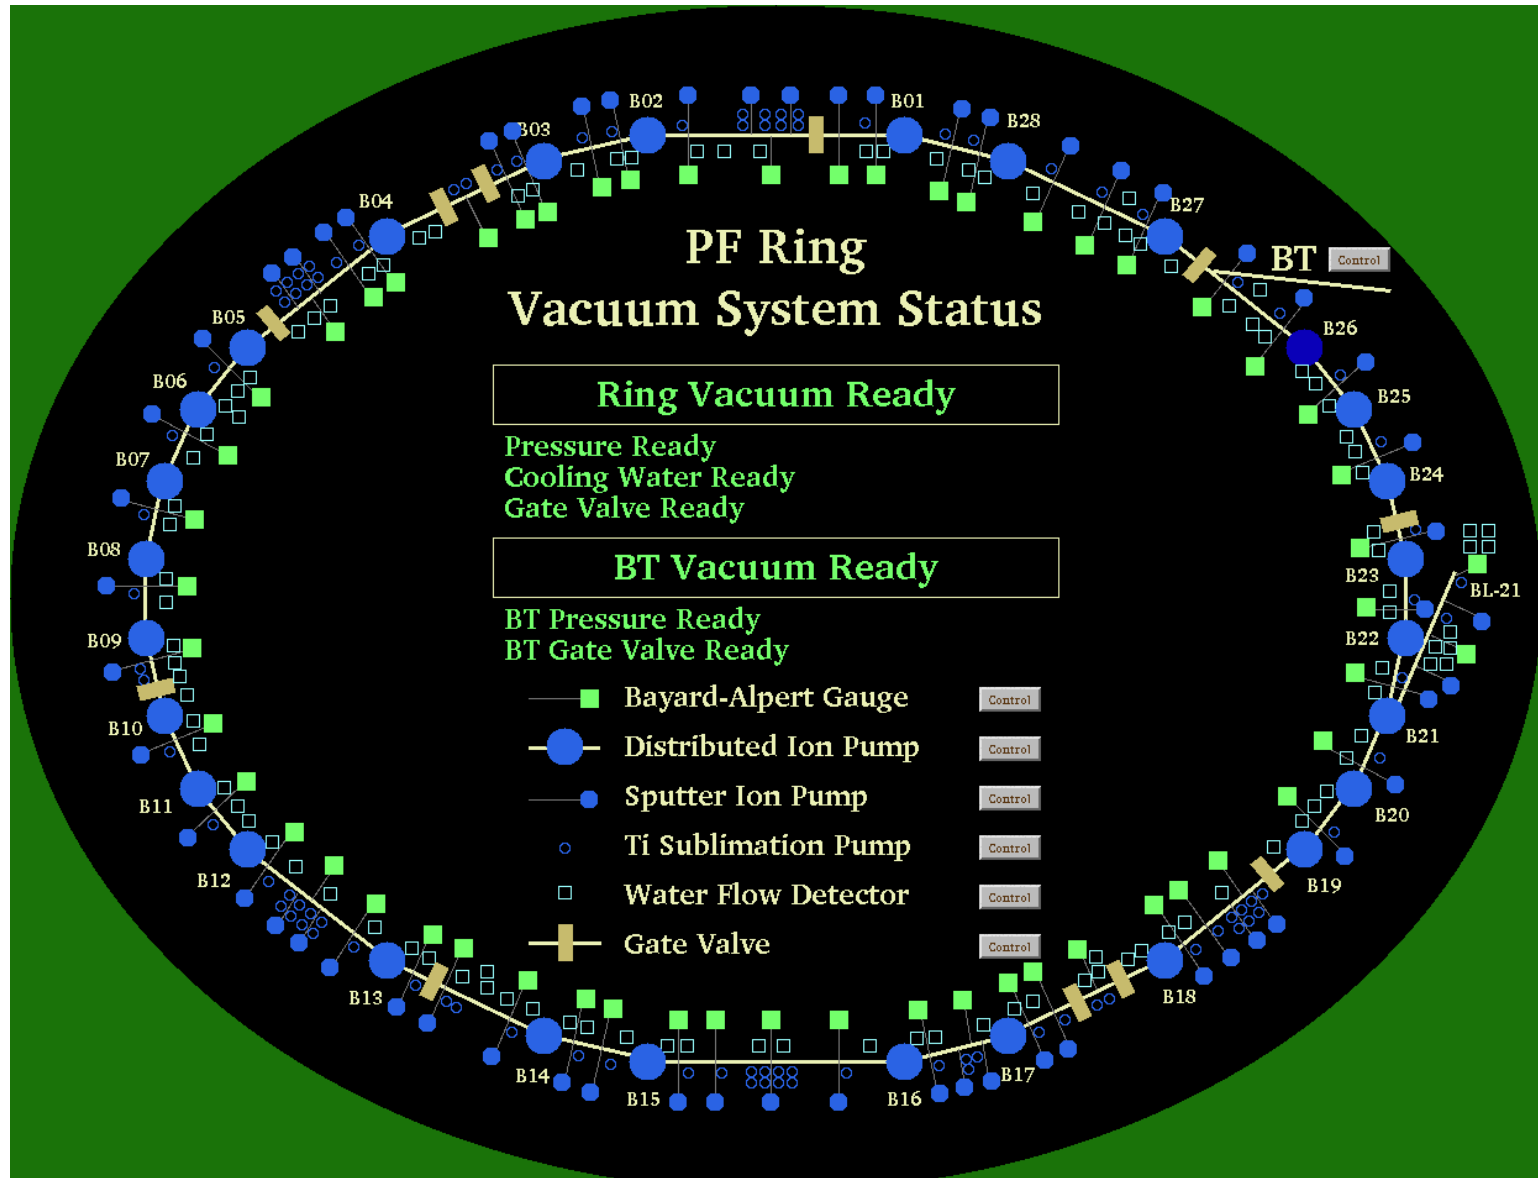 B02
B01
B03
B28
B04
B27
PF Ring
BT
Control
Vacuum System Status
B05
B26
B06
B25
Ring Vacuum Ready
Pressure Ready
B07
Cooling Water Ready
B24
Gate Valve Ready
B08
BT Vacuum Ready
B23
BL-21
BT Pressure Ready
B09
B22
BT Gate Valve Ready
Bayard-Alpert Gauge
Control
B10
B21
Distributed Ion Pump
Control
B11
Sputter Ion Pump
Control
B20
Ti Sublimation Pump
Control
B12
B19
Water Flow Detector
Control
Gate Valve
Control
B13
B18
B14
B17
B15
B16